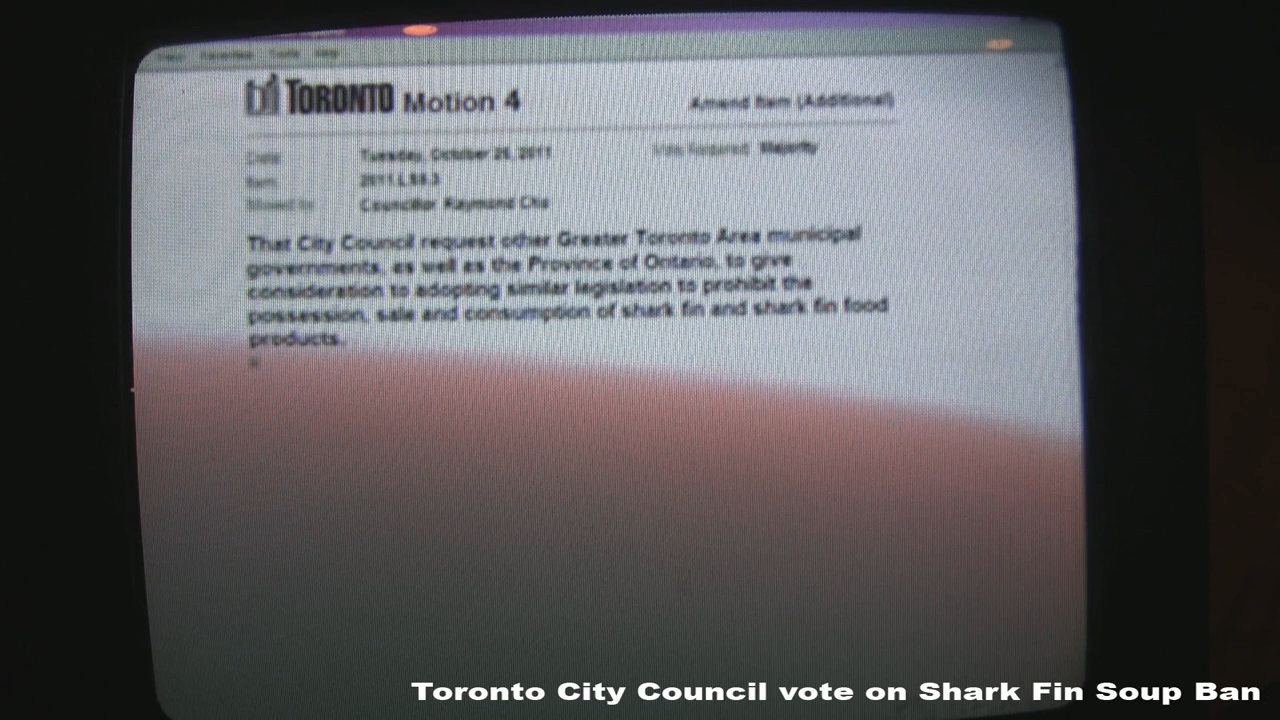 Favorites Tools Help
TORONTO Motion 4 Amend Item (Additional)
Date Tuesday, October 25, 2011 Vote Required Majority
Item
Moved by Councillor Raymond Cho
That City Council request other Greater Toronto Area municipal
governments, as well as the Province of Ontario, to give
consideration to adopting similar legislation to prohibit the
possession, sale and consumption of shark fin and shark fin food
products.
Toronto City Council vote on Shark Fin Soup Ban